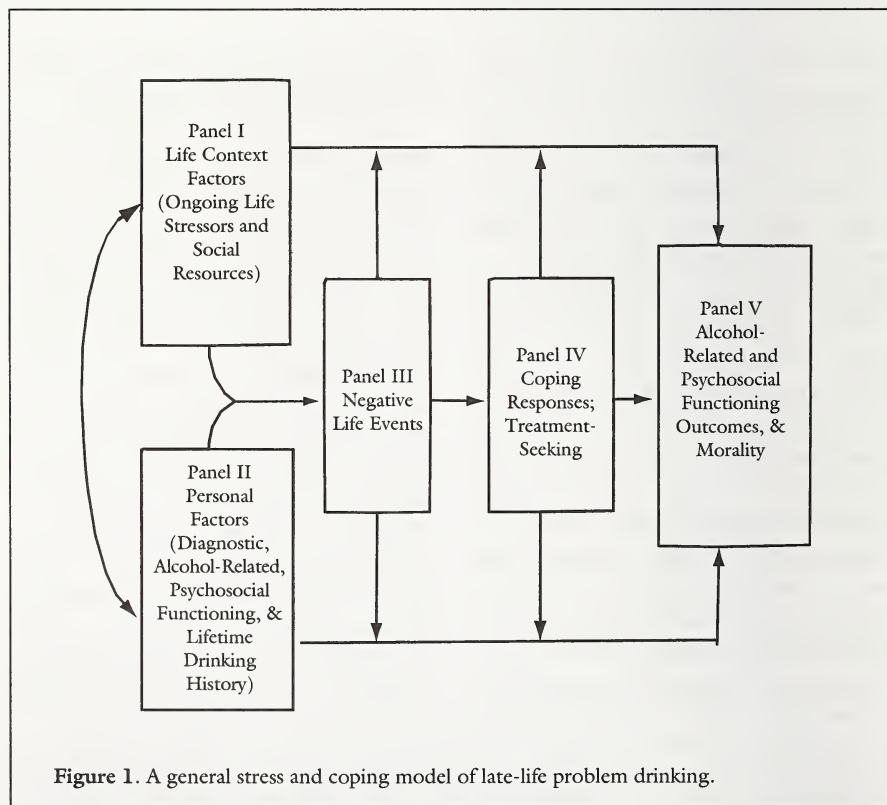 Panel I
Life Context
Factors
(Ongoing Life
Stressors and
Social
Resources)
Panel II
Personal
Factors
(Diagnostic,
Alcohol-Related,
Psychosocial
Functioning, &
Lifetime
Drinking
History)
Panel III
Negative
Life Events
Panel IV
Coping
Responses;
Treatment-
Seeking
Panel V
Alcohol-
Related and
Psychosocial
Functioning
Outcomes, &
Morality
Figure 1. A general stress and coping model of late-life problem drinking.